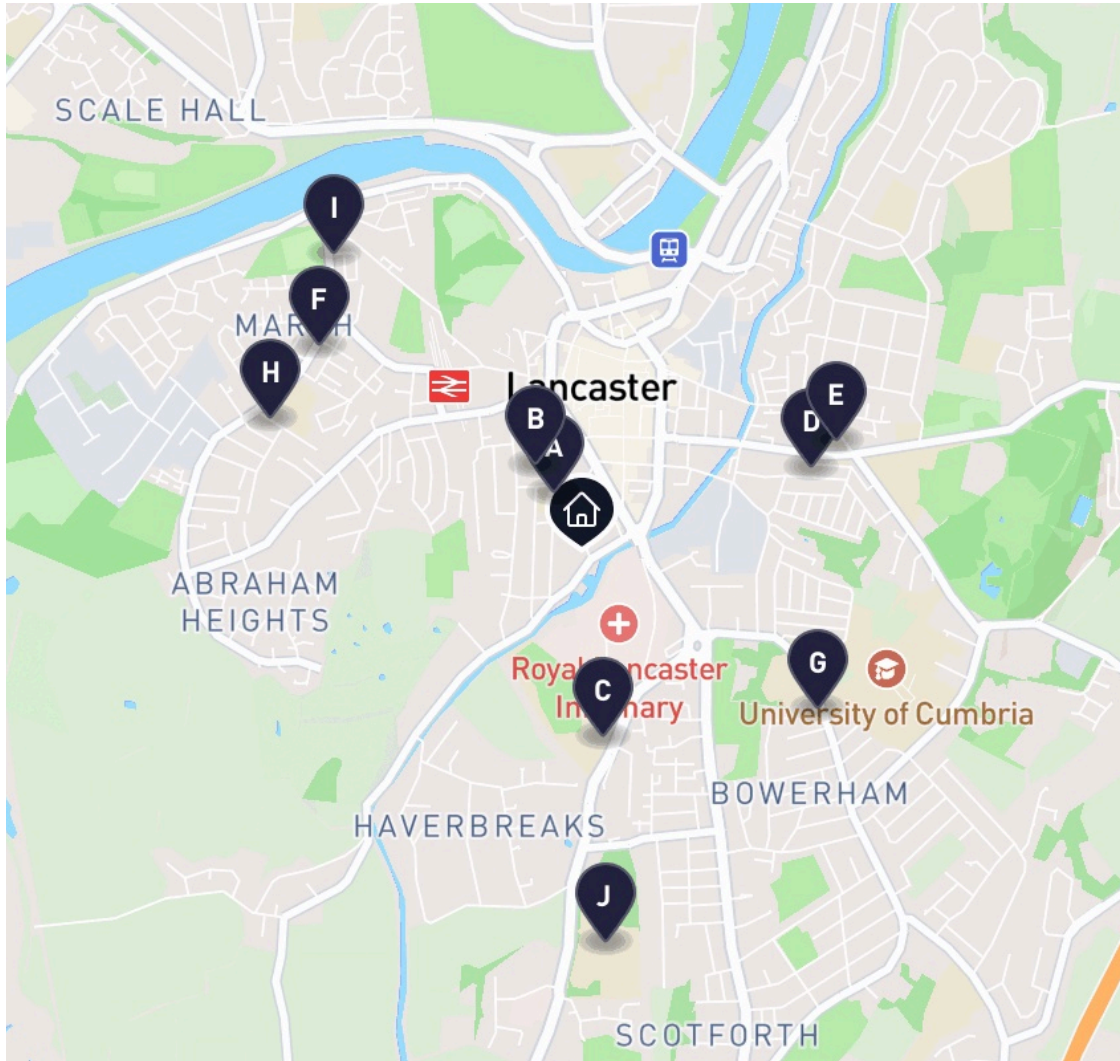 SCALE HALL
I
F
MARSH
H
Lancaster
B
A
E
D
ABRAHAM
HEIGHTS
Royal Lancaster
Infirmary
C
G
University of Cumbria
BOWERHAM
HAVERBREAKS
J
SCOTFORTH